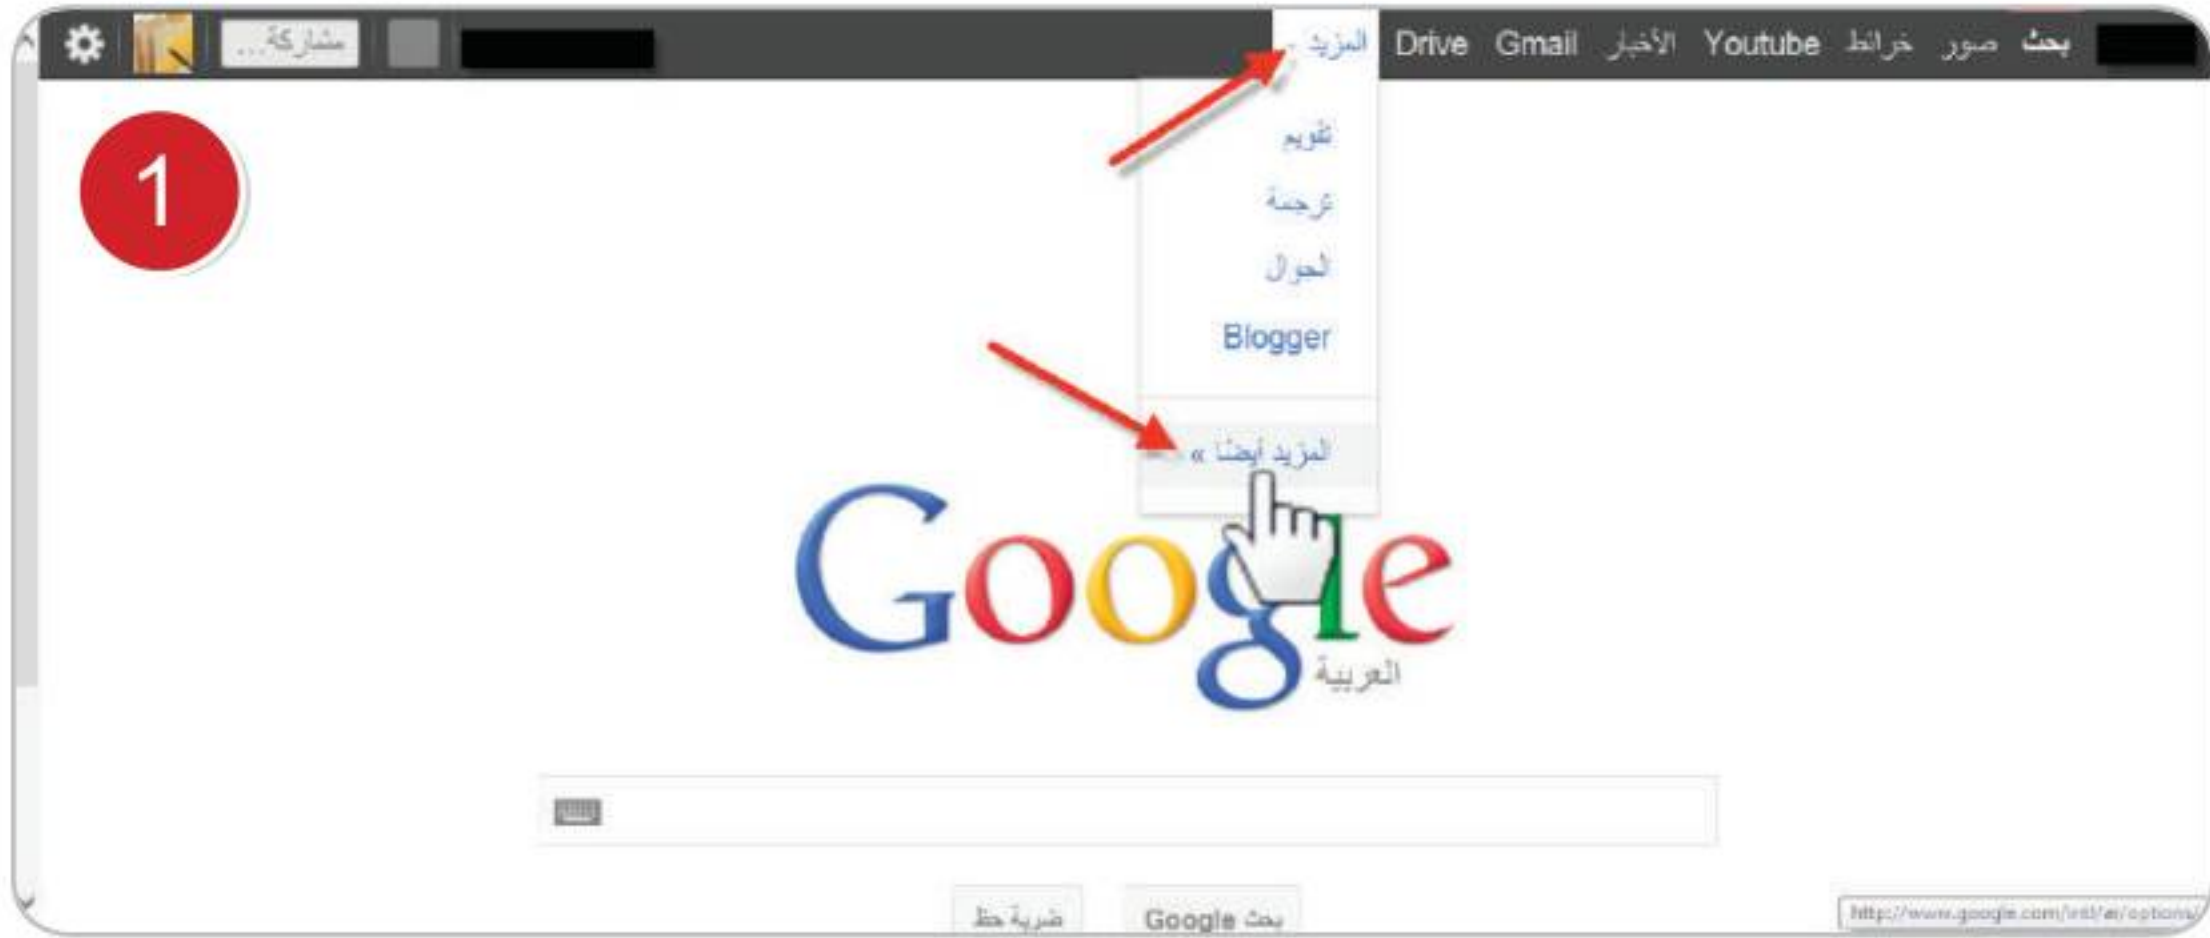 بحث صور خرائط Youtube الأخبار Gmail Drive المزيد مشاركة...
1
تقويم
ترجمة
الجوال
Blogger
المزيد أيضًا »
Google
العربية
بحث Google ضربة حظ
http://www.google.com/intl/ar/options/